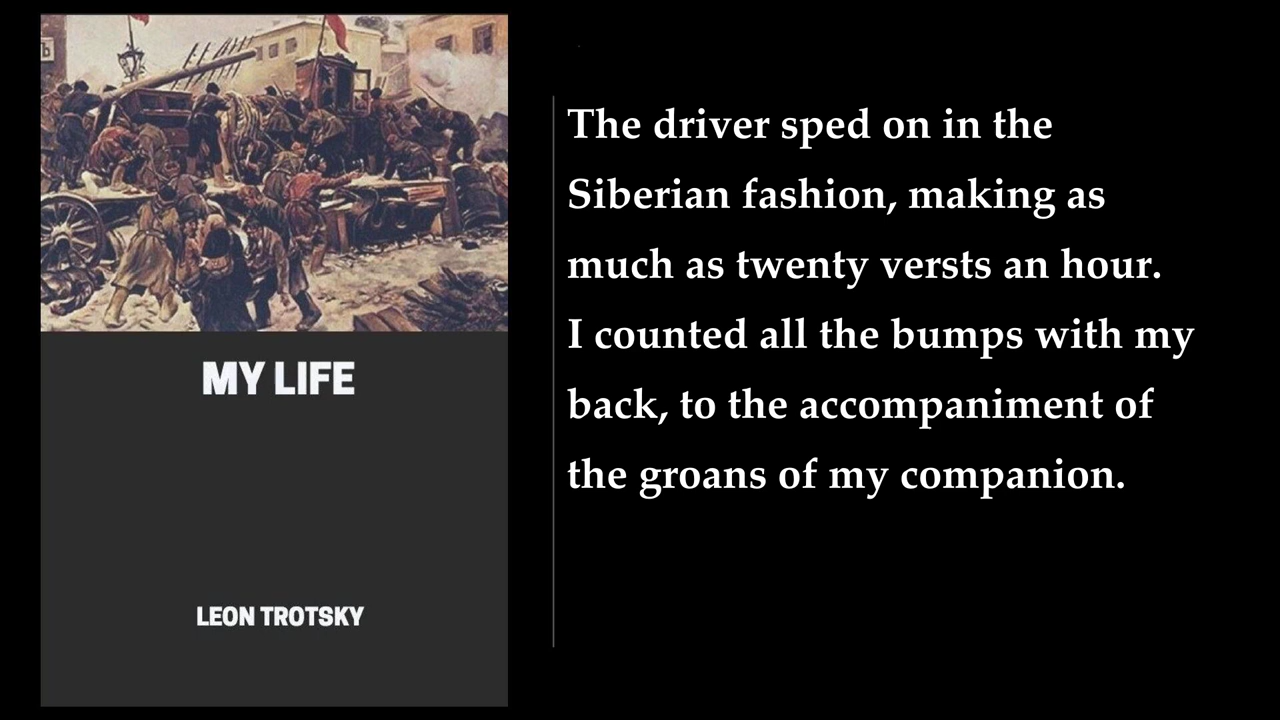 MY LIFE
LEON TROTSKY
The driver sped on in the
Siberian fashion, making as
much as twenty versts an hour.
I counted all the bumps with my
back, to the accompaniment of
the groans of my companion.